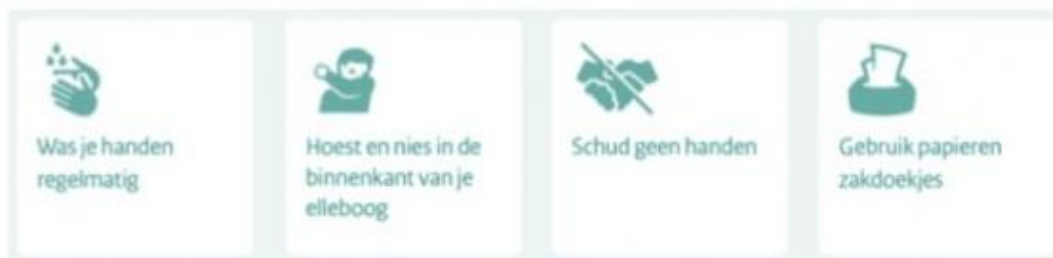 Was je handen
regelmatig
Hoest en nies in de
binnenkant van je
elleboog
Schud geen handen
Gebruik papieren
zakdoekjes